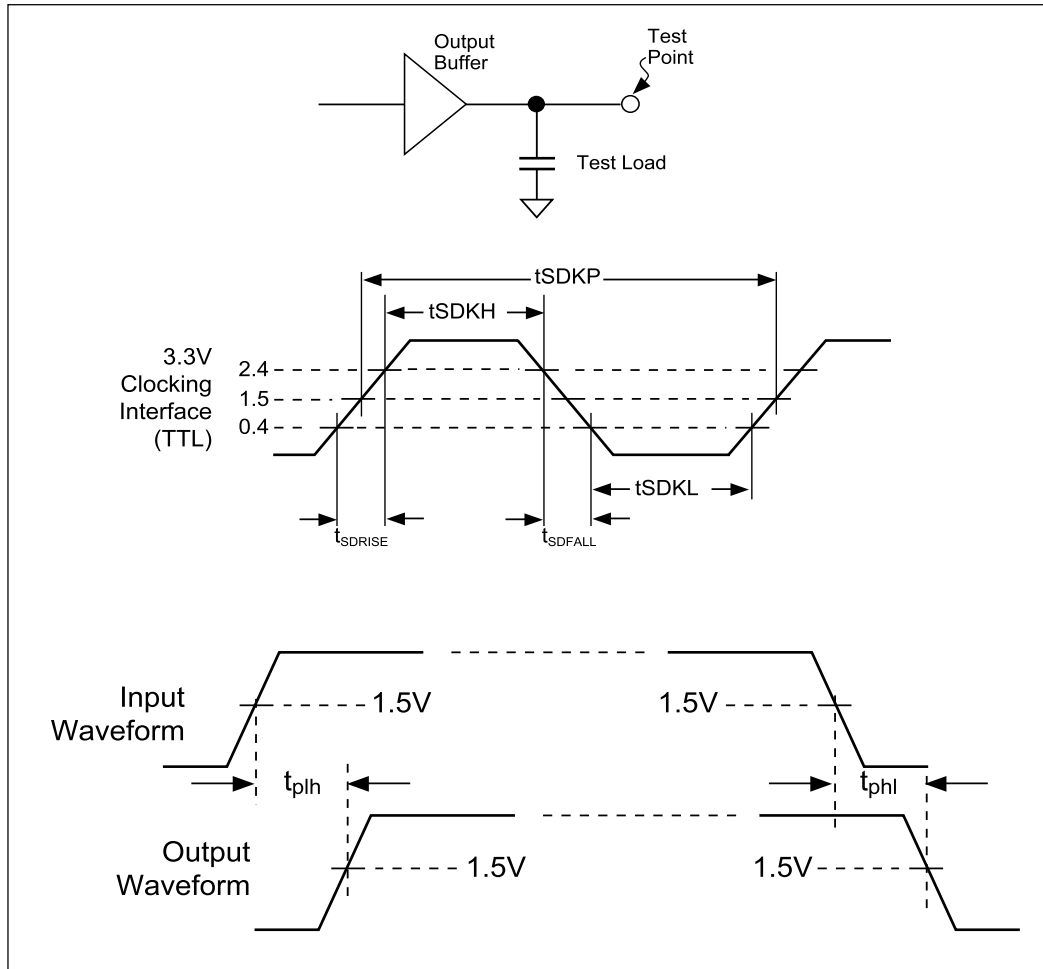 Output
Buffer
Test
Point
Test Load
tSDKP
tSDKH
3.3V
Clocking
Interface
(TTL)
2.4
1.5
0.4
tSDKL
tSDRISE
tSDFALL
Input
Waveform
1.5V
1.5V
tplh
tphl
Output
Waveform
1.5V
1.5V